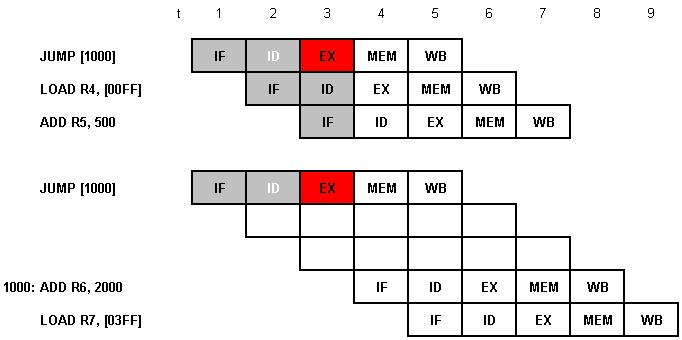 t 1 2 3 4 5 6 7 8 9
JUMP [1000] IF ID EX MEM WB
LOAD R4, [00FF] IF ID EX MEM WB
ADD R5, 500 IF ID EX MEM WB
JUMP [1000] IF ID EX MEM WB
1000: ADD R6, 2000 IF ID EX MEM WB
LOAD R7, [03FF] IF ID EX MEM WB